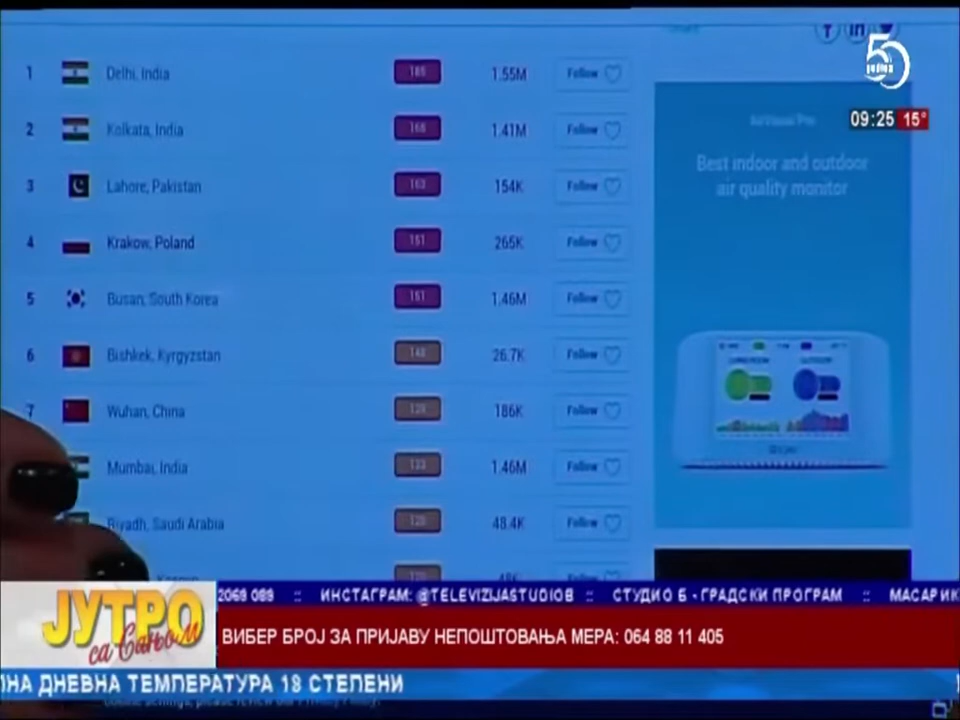 09:25 15°
1 Delhi, India 1.55M Follow
2 Kolkata, India 1.41M Follow
3 Lahore, Pakistan 154K Follow
4 Krakow, Poland 151 265K Follow
5 Busan, South Korea 151 1.46M Follow
6 Bishkek, Kyrgyzstan 26.7K Follow
7 Wuhan, China 186K Follow
Mumbai, India 1.46M Follow
Riyadh, Saudi Arabia 48.4K Follow
Best indoor and outdoor
air quality monitor
ЈУТРО
са Сањом
2069 089 :: ИНСТАГРАМ: @TELEVIZIJASTUDIOB :: СТУДИО Б - ГРАДСКИ ПРОГРАМ :: МАСАРИК
ВИБЕР БРОЈ ЗА ПРИЈАВУ НЕПОШТОВАЊА МЕРА: 064 88 11 405
ЛНА ДНЕВНА ТЕМПЕРАТУРА 18 СТЕПЕНИ